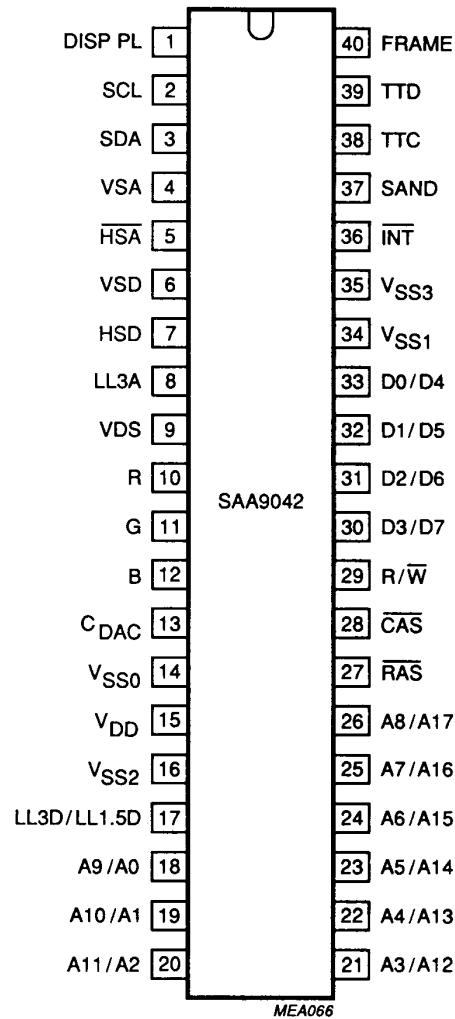 DISP PL 1 40 FRAME
SCL 2 39 TTD
SDA 3 38 TTC
VSA 4 37 SAND
H̅S̅A̅ 5 36 I̅N̅T̅
VSD 6 35 VSS3
HSD 7 34 VSS1
LL3A 8 33 D0/D4
VDS 9 32 D1/D5
R 10 31 D2/D6
SAA9042
G 11 30 D3/D7
B 12 29 R/W̅
CDAC 13 28 C̅A̅S̅
VSS0 14 27 R̅A̅S̅
VDD 15 26 A8/A17
VSS2 16 25 A7/A16
LL3D/LL1.5D 17 24 A6/A15
A9/A0 18 23 A5/A14
A10/A1 19 22 A4/A13
A11/A2 20 21 A3/A12
MEA066